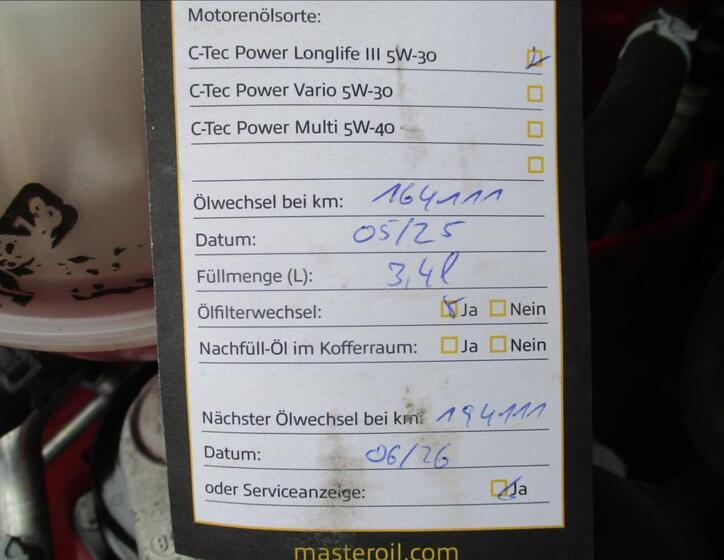 Motorenölsorte:
C-Tec Power Longlife III 5W-30
C-Tec Power Vario 5W-30
C-Tec Power Multi 5W-40
Ölwechsel bei km: 164111
Datum: 05/25
Füllmenge (L): 3,4l
Ölfilterwechsel: Ja Nein
Nachfüll-Öl im Kofferraum: Ja Nein
Nächster Ölwechsel bei km: 194111
Datum: 06/26
oder Serviceanzeige: Ja
masteroil.com